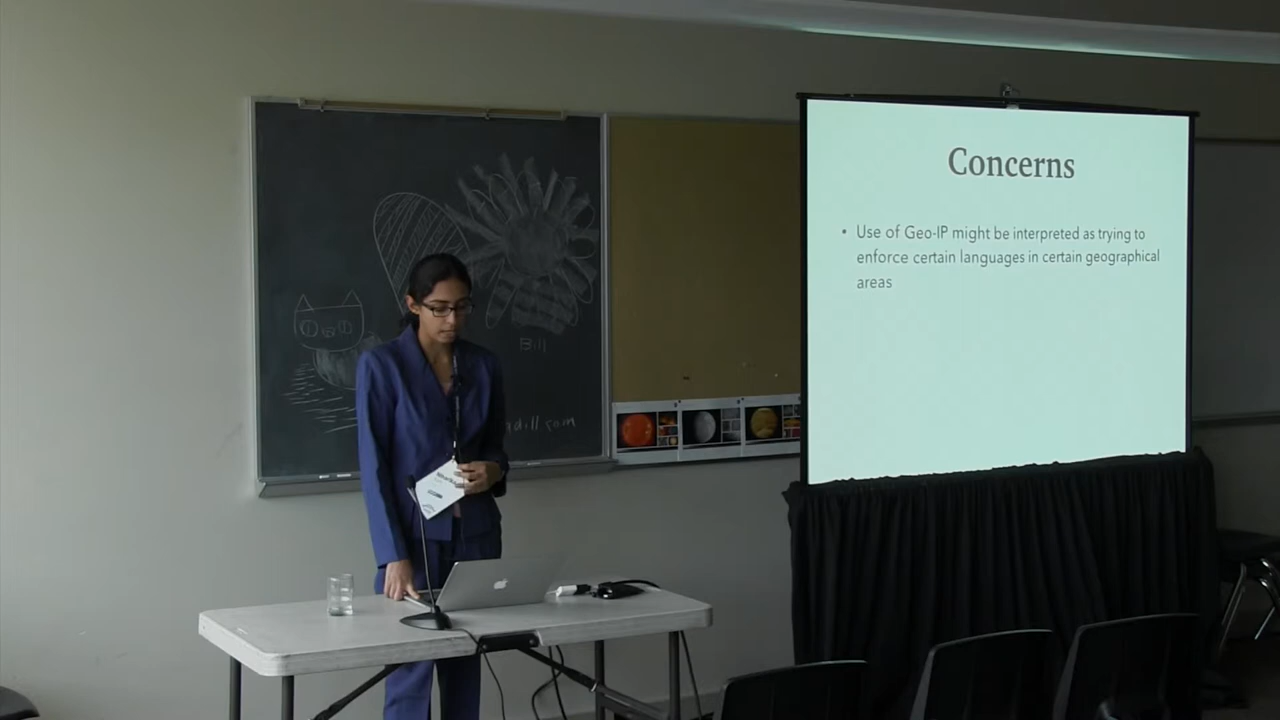 Concerns
• Use of Geo-IP might be interpreted as trying to
enforce certain languages in certain geographical
areas
Bill